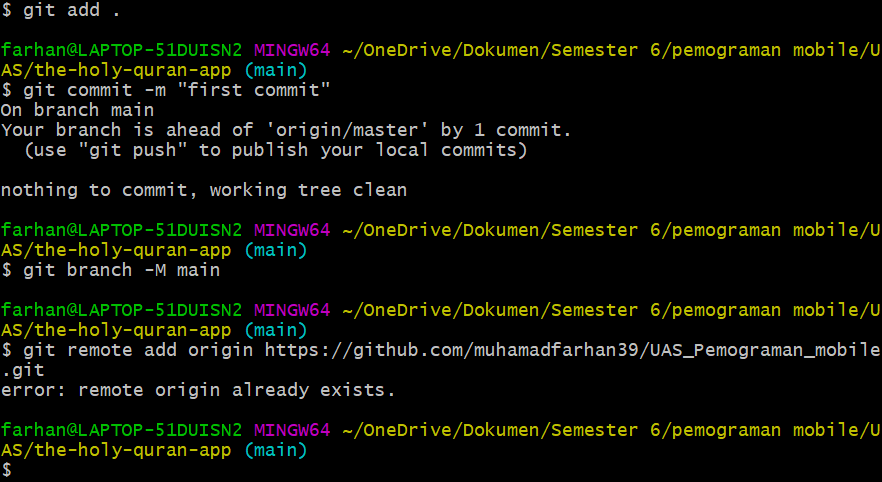 $ git add .
farhan@LAPTOP-51DUISN2 MINGW64 ~/OneDrive/Dokumen/Semester 6/pemograman mobile/U
AS/the-holy-quran-app (main)
$ git commit -m "first commit"
On branch main
Your branch is ahead of 'origin/master' by 1 commit.
  (use "git push" to publish your local commits)
nothing to commit, working tree clean
farhan@LAPTOP-51DUISN2 MINGW64 ~/OneDrive/Dokumen/Semester 6/pemograman mobile/U
AS/the-holy-quran-app (main)
$ git branch -M main
farhan@LAPTOP-51DUISN2 MINGW64 ~/OneDrive/Dokumen/Semester 6/pemograman mobile/U
AS/the-holy-quran-app (main)
$ git remote add origin https://github.com/muhamadfarhan39/UAS_Pemograman_mobile
.git
error: remote origin already exists.
farhan@LAPTOP-51DUISN2 MINGW64 ~/OneDrive/Dokumen/Semester 6/pemograman mobile/U
AS/the-holy-quran-app (main)
$